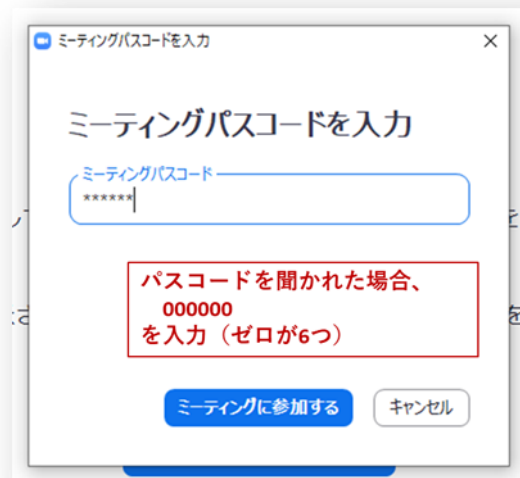 ミーティングパスコードを入力
ミーティングパスコードを入力
ミーティングパスコード
******
パスコードを聞かれた場合、
000000
を入力（ゼロが6つ）
ミーティングに参加する
キャンセル